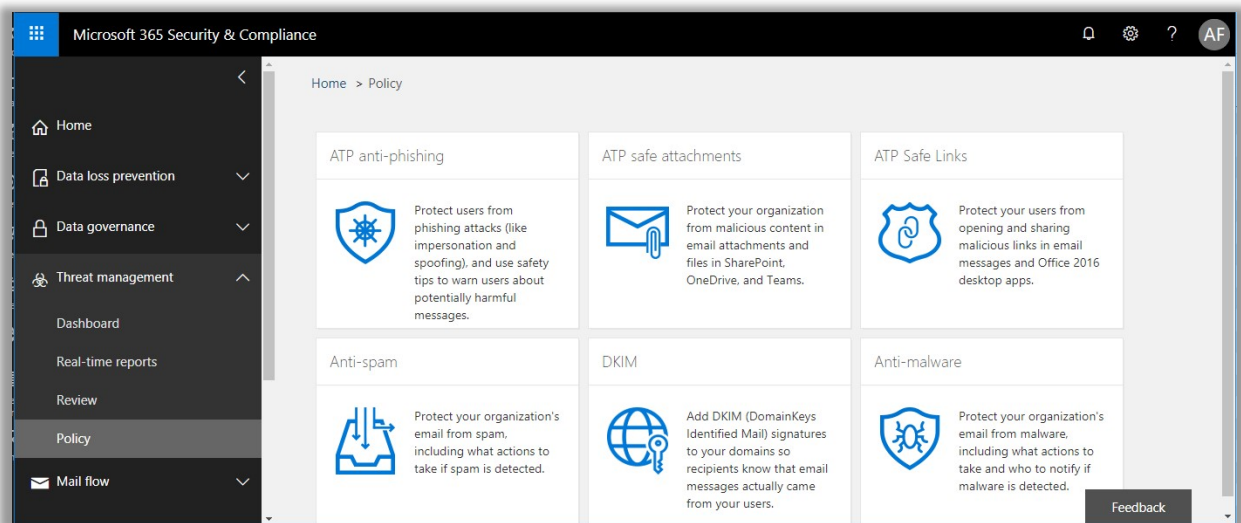 Microsoft 365 Security & Compliance
?
AF
Home
Data loss prevention
Data governance
Threat management
Dashboard
Real-time reports
Review
Policy
Mail flow
Home > Policy
ATP anti-phishing
Protect users from
phishing attacks (like
impersonation and
spoofing), and use safety
tips to warn users about
potentially harmful
messages.
ATP safe attachments
Protect your organization
from malicious content in
email attachments and
files in SharePoint,
OneDrive, and Teams.
ATP Safe Links
Protect your users from
opening and sharing
malicious links in email
messages and Office 2016
desktop apps.
Anti-spam
Protect your organization's
email from spam,
including what actions to
take if spam is detected.
DKIM
Add DKIM (DomainKeys
Identified Mail) signatures
to your domains so
recipients know that email
messages actually came
from your users.
Anti-malware
Protect your organization's
email from malware,
including what actions to
take and who to notify if
malware is detected.
Feedback